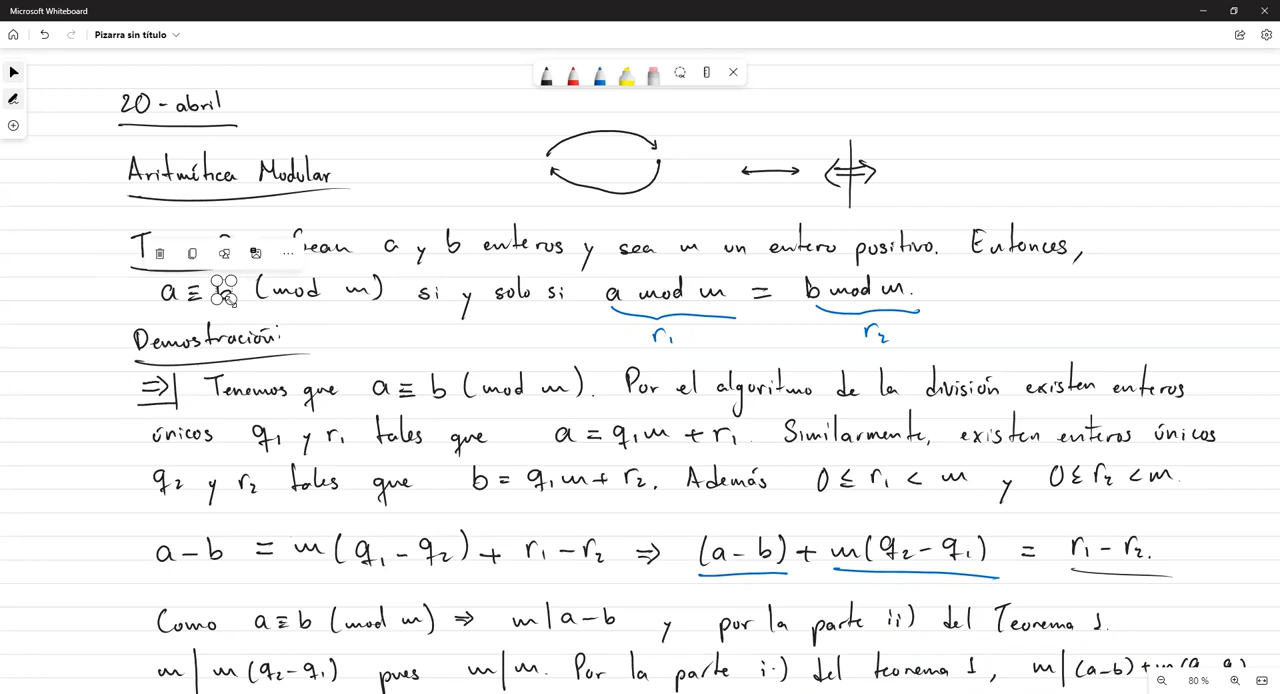 Microsoft Whiteboard
Pizarra sin título
20 - abril
Aritmética Modular
Sean a y b enteros y sea m un entero positivo. Entonces,
a ≡ (mod m) si y solo si a mod m = b mod m.
r₁ r₂
Demostración:
⇒| Tenemos que a ≡ b (mod m). Por el algoritmo de la división existen enteros
únicos q₁ y r₁ tales que a = q₁m + r₁. Similarmente, existen enteros únicos
q₂ y r₂ tales que b = q₁m + r₂. Además 0 ≤ r₁ < m y 0 ≤ r₂ < m.
a - b = m(q₁ - q₂) + r₁ - r₂ ⇒ (a - b) + m(q₂ - q₁) = r₁ - r₂.
Como a ≡ b (mod m) ⇒ m | a - b y por la parte ii) del Teorema 1.
m | m(q₂ - q₁) pues m | m. Por la parte i.) del teorema 1, m | (a-b) +
80 %